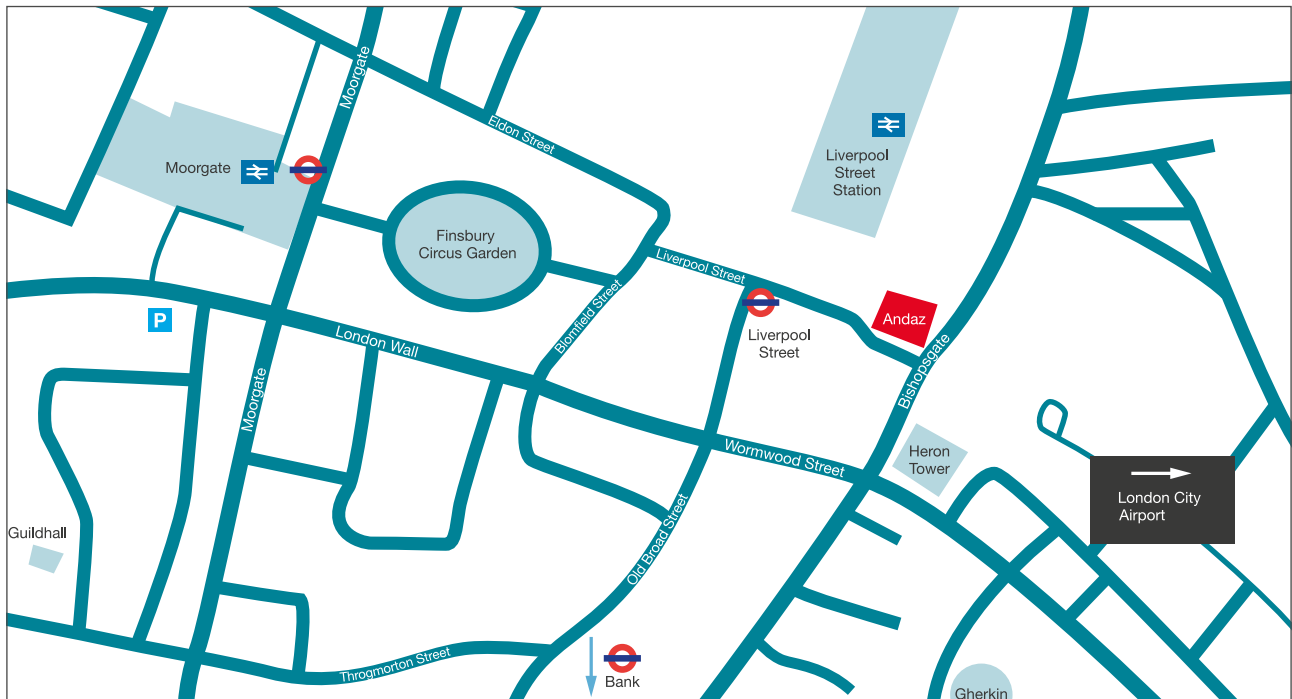 Moorgate
Eldon Street
Liverpool
Street
Station
Moorgate
Finsbury
Circus Garden
Liverpool Street
Blomfield Street
P
Andaz
London Wall
Liverpool
Street
Bishopsgate
Moorgate
Wormwood Street
Heron
Tower
London City
Airport
Guildhall
Old Broad Street
Throgmorton Street
Bank
Gherkin